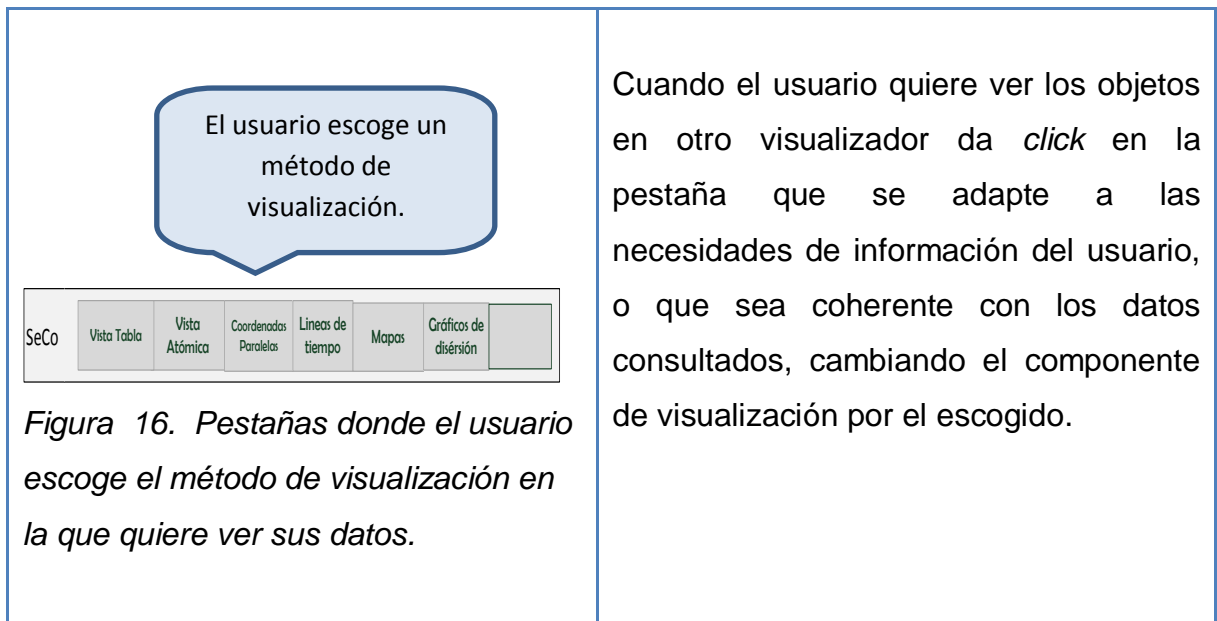 El usuario escoge un
método de
visualización.
SeCo
Vista Tabla
Vista
Atómica
Coordenadas
Paralelas
Lineas de
tiempo
Mapas
Gráficos de
disérsión
Figura 16. Pestañas donde el usuario
escoge el método de visualización en
la que quiere ver sus datos.
Cuando el usuario quiere ver los objetos
en otro visualizador da click en la
pestaña que se adapte a las
necesidades de información del usuario,
o que sea coherente con los datos
consultados, cambiando el componente
de visualización por el escogido.